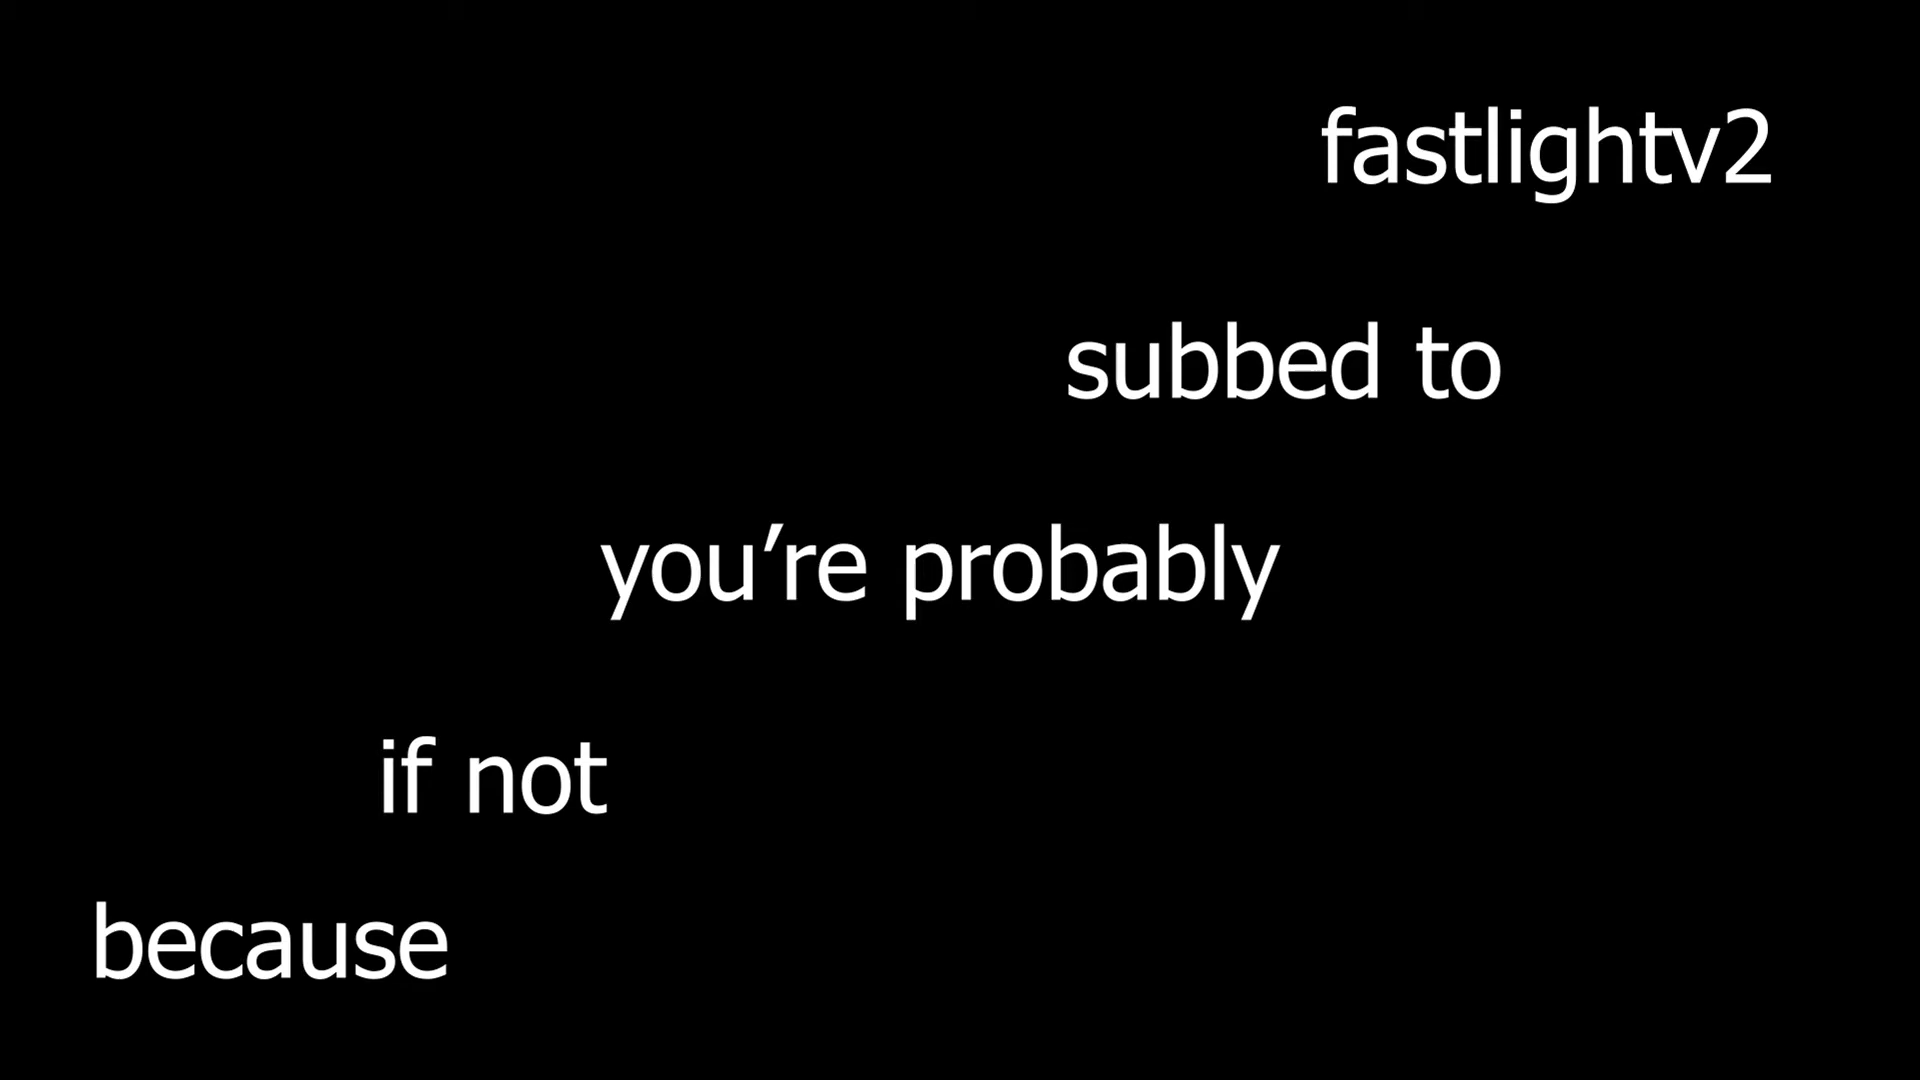 fastlightv2
subbed to
you’re probably
if not
because